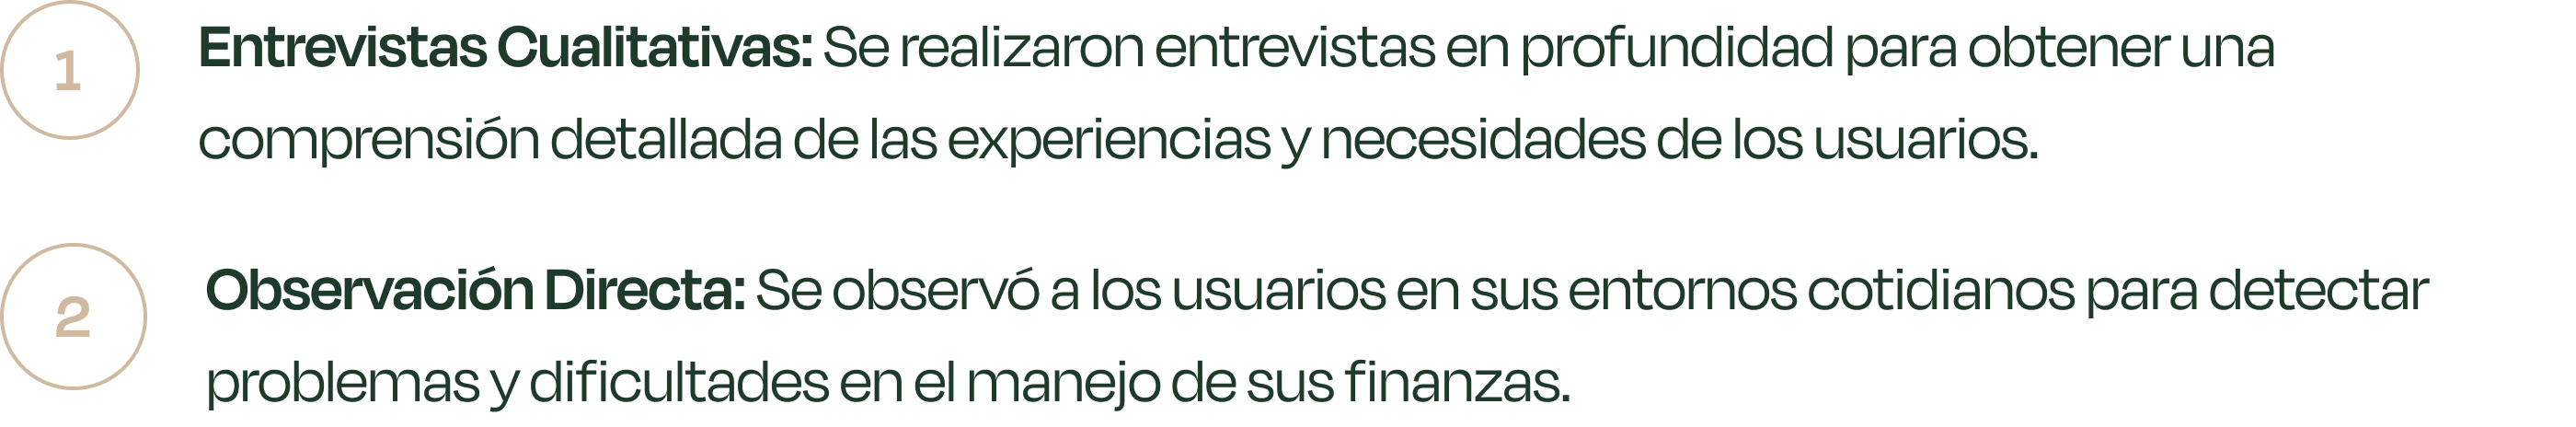 1
Entrevistas Cualitativas: Se realizaron entrevistas en profundidad para obtener una
comprensión detallada de las experiencias y necesidades de los usuarios.
2
Observación Directa: Se observó a los usuarios en sus entornos cotidianos para detectar
problemas y dificultades en el manejo de sus finanzas.